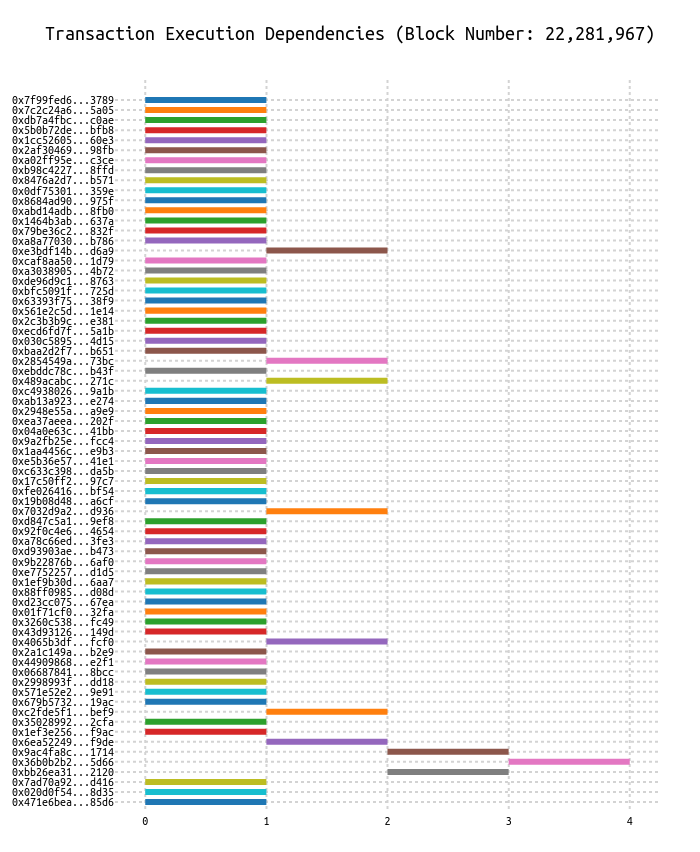 Transaction Execution Dependencies (Block Number: 22,281,967)
0x7f99fed6...3789
0x7c2c24a6...5a05
0xdb7a4fbc...c0ae
0x5b0b72de...bfb8
0x1cc52605...60e3
0x2af30469...98fb
0xa02ff95e...c3ce
0xb98c4227...8ffd
0x8476a2d7...b571
0x0df75301...359e
0x8684ad90...975f
0xabd14adb...8fb0
0x1464b3ab...637a
0x79be36c2...832f
0xa8a77030...b786
0xe3bdf14b...d6a9
0xcaf8aa50...1d79
0xa3038905...4b72
0xde96d9c1...8763
0xbfc5091f...725d
0x63393f75...38f9
0x561e2c5d...1e14
0x2c3b3b9c...e381
0xecd6fd7f...5a1b
0x030c5895...4d15
0xbaa2d2f7...b651
0x2854549a...73bc
0xebddc78c...b43f
0x489acabc...271c
0xc4938026...9a1b
0xab13a923...e274
0x2948e55a...a9e9
0xea37aeea...202f
0x04a0e63c...41bb
0x9a2fb25e...fcc4
0x1aa4456c...e9b3
0xe5b36e57...41e1
0xc633c398...da5b
0x17c50ff2...97c7
0xfe026416...bf54
0x19b08d48...a6cf
0x7032d9a2...d936
0xd847c5a1...9ef8
0x92f0c4e6...4654
0xa78c66ed...3fe3
0xd93903ae...b473
0x9b22876b...6af0
0xe7752257...d1d5
0x1ef9b30d...6aa7
0x88ff0985...d08d
0xd23cc075...67ea
0x01f71cf0...32fa
0x3260c538...fc49
0x43d93126...149d
0x4065b3df...fcf0
0x2a1c149a...b2e9
0x44909868...e2f1
0x06687841...8bcc
0x2998993f...dd18
0x571e52e2...9e91
0x679b5732...19ac
0xc2fde5f1...bef9
0x35028992...2cfa
0x1ef3e256...f9ac
0x6ea52249...f9de
0x9ac4fa8c...1714
0x36b0b2b2...5d66
0xbb26ea31...2120
0x7ad70a92...d416
0x020d0f54...8d35
0x471e6bea...85d6
0 1 2 3 4